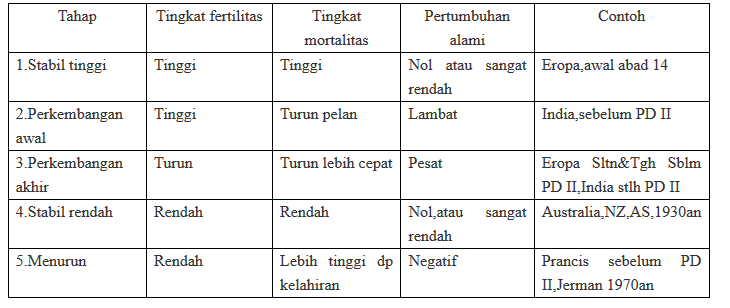 Tahap Tingkat fertilitas Tingkat mortalitas Pertumbuhan alami Contoh
1.Stabil tinggi Tinggi Tinggi Nol atau sangat rendah Eropa,awal abad 14
2.Perkembangan awal Tinggi Turun pelan Lambat India,sebelum PD II
3.Perkembangan akhir Turun Turun lebih cepat Pesat Eropa Sltn&Tgh Sblm PD II,India stlh PD II
4.Stabil rendah Rendah Rendah Nol,atau sangat rendah Australia,NZ,AS,1930an
5.Menurun Rendah Lebih tinggi dp kelahiran Negatif Prancis sebelum PD II,Jerman 1970an